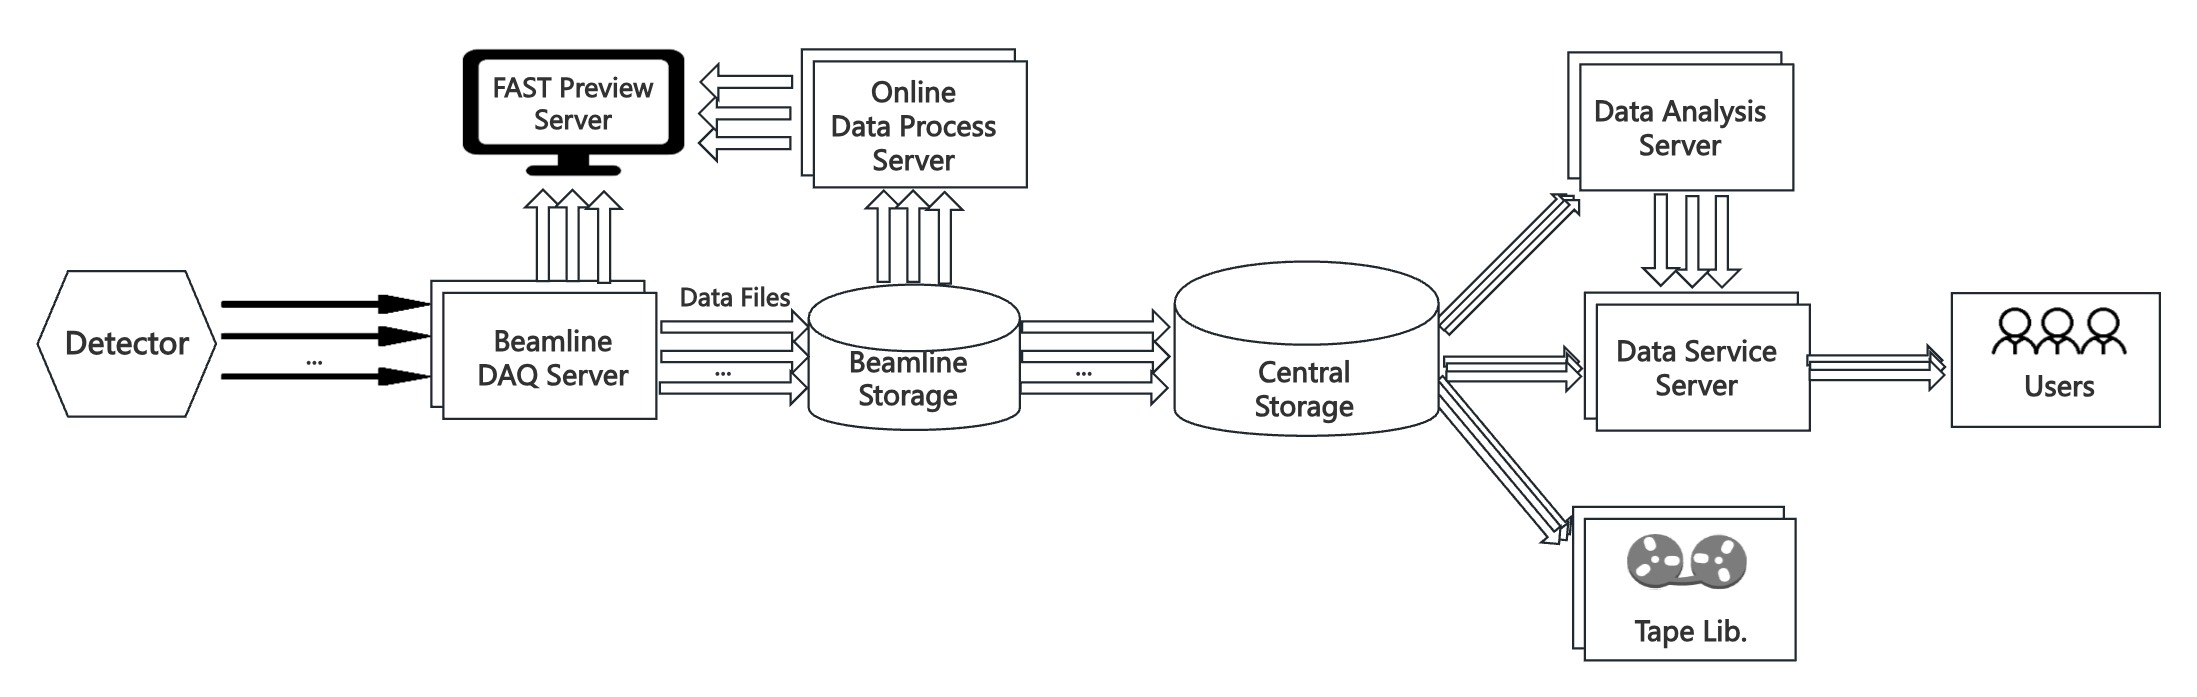 FAST Preview
Server
Online
Data Process
Server
Data Analysis
Server
Detector
...
Beamline
DAQ Server
Data Files
...
Beamline
Storage
...
Central
Storage
Data Service
Server
Users
Tape Lib.